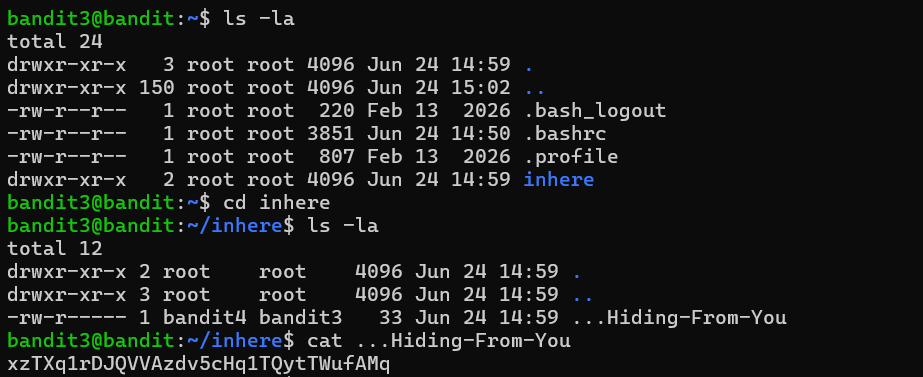 bandit3@bandit:~$ ls -la
total 24
drwxr-xr-x   3 root root 4096 Jun 24 14:59 .
drwxr-xr-x 150 root root 4096 Jun 24 15:02 ..
-rw-r--r--   1 root root  220 Feb 13  2026 .bash_logout
-rw-r--r--   1 root root 3851 Jun 24 14:50 .bashrc
-rw-r--r--   1 root root  807 Feb 13  2026 .profile
drwxr-xr-x   2 root root 4096 Jun 24 14:59 inhere
bandit3@bandit:~$ cd inhere
bandit3@bandit:~/inhere$ ls -la
total 12
drwxr-xr-x 2 root    root    4096 Jun 24 14:59 .
drwxr-xr-x 3 root    root    4096 Jun 24 14:59 ..
-rw-r----- 1 bandit4 bandit3   33 Jun 24 14:59 ...Hiding-From-You
bandit3@bandit:~/inhere$ cat ...Hiding-From-You
xzTXq1rDJQVVAzdv5cHq1TQytTWufAMq